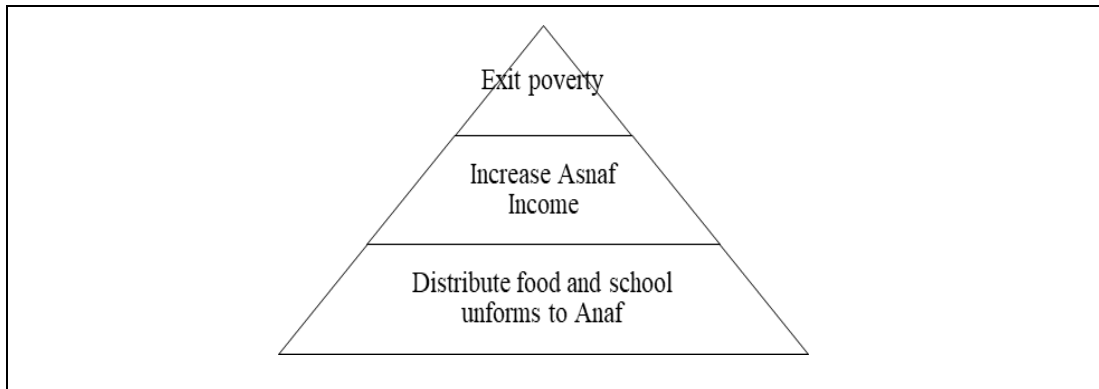 Exit poverty
Increase Asnaf
Income
Distribute food and school
unforms to Anaf